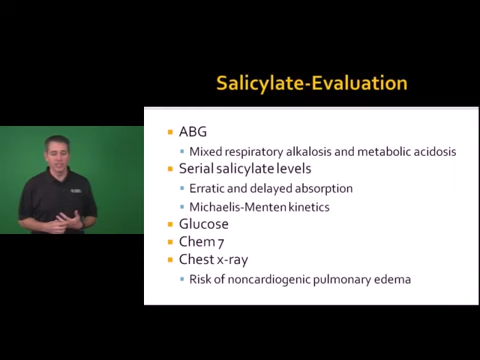 Salicylate-Evaluation
ABG
Mixed respiratory alkalosis and metabolic acidosis
Serial salicylate levels
Erratic and delayed absorption
Michaelis-Menten kinetics
Glucose
Chem 7
Chest x-ray
Risk of noncardiogenic pulmonary edema